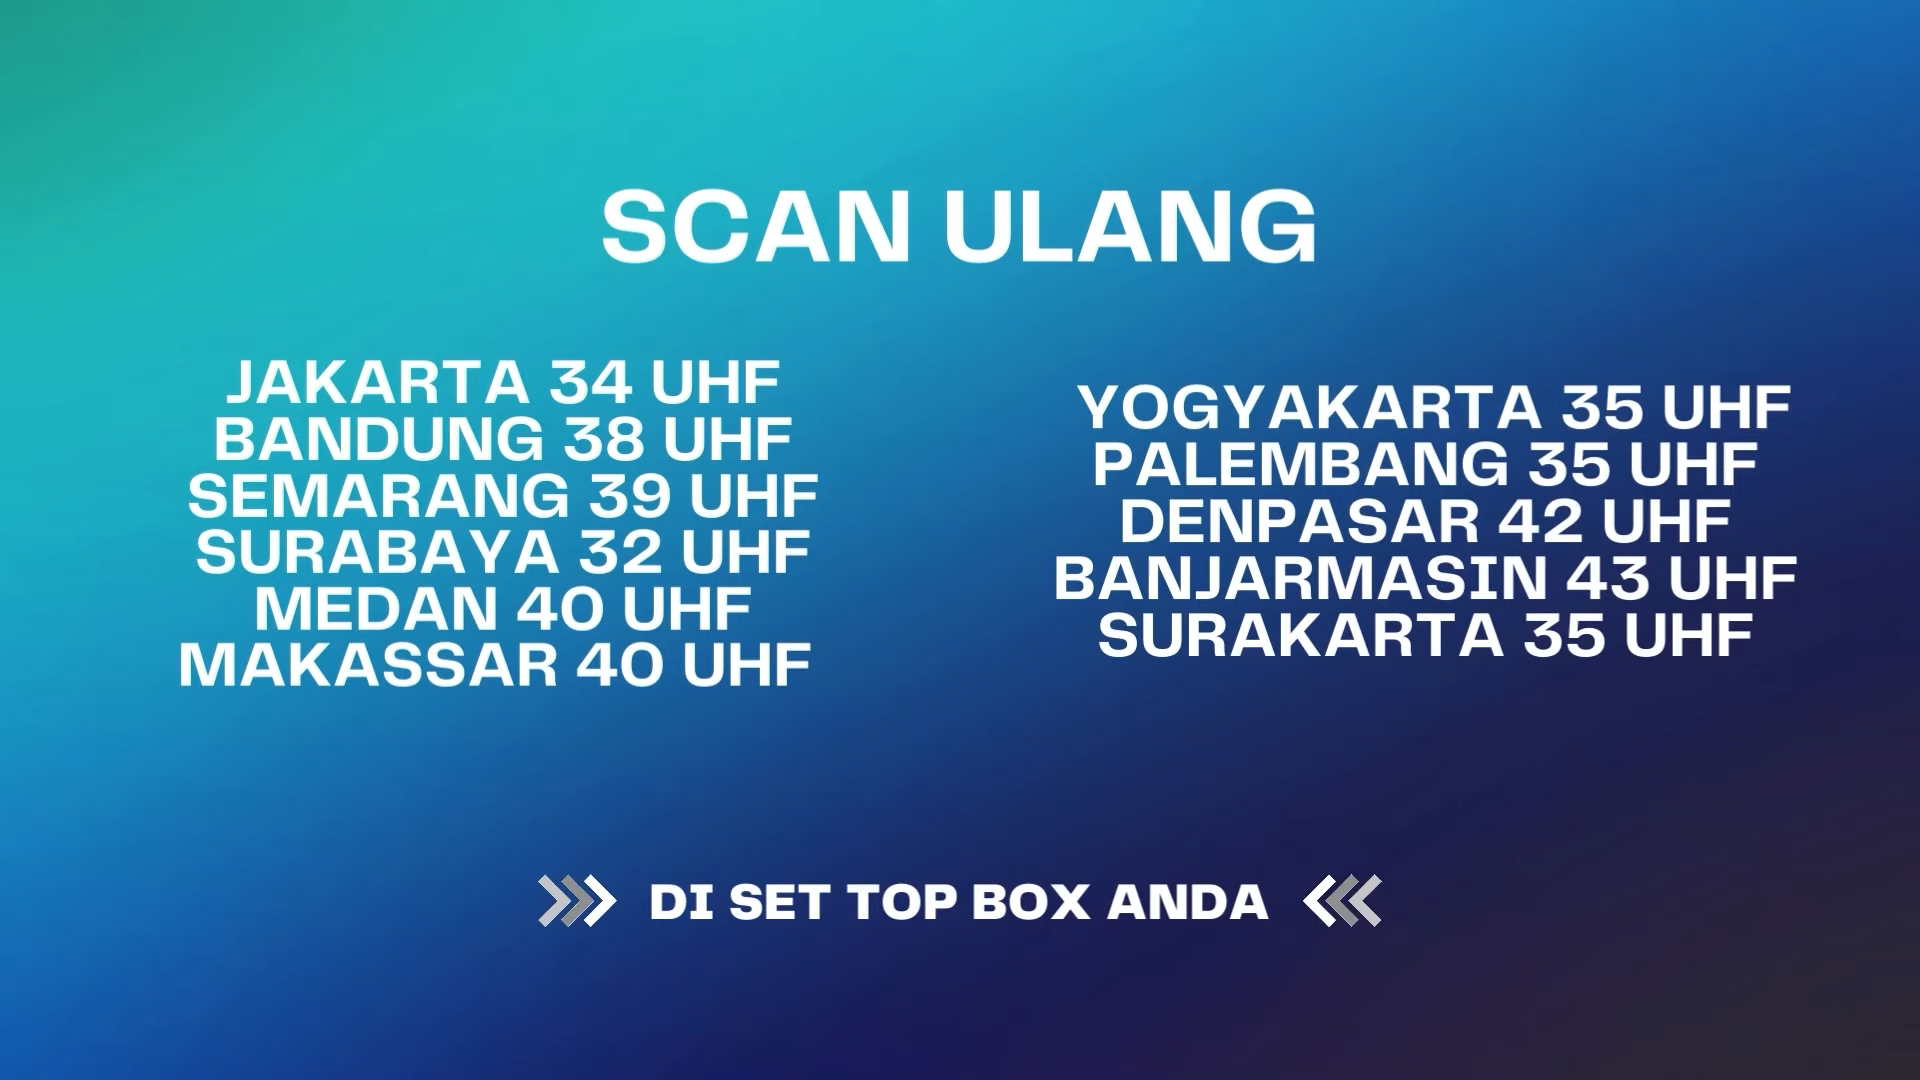 SCAN ULANG
JAKARTA 34 UHF
BANDUNG 38 UHF
SEMARANG 39 UHF
SURABAYA 32 UHF
MEDAN 40 UHF
MAKASSAR 40 UHF
YOGYAKARTA 35 UHF
PALEMBANG 35 UHF
DENPASAR 42 UHF
BANJARMASIN 43 UHF
SURAKARTA 35 UHF
DI SET TOP BOX ANDA